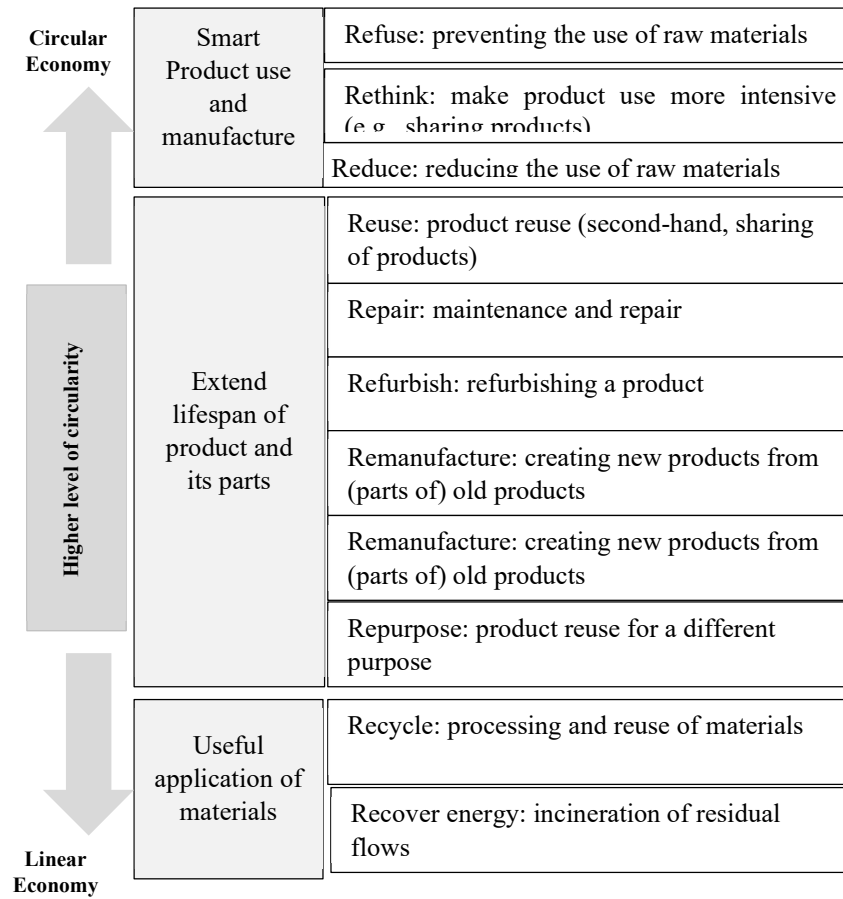 Circular
Economy
Higher level of circularity
Linear
Economy
Smart
Product use
and
manufacture
Refuse: preventing the use of raw materials
Rethink: make product use more intensive
(e.g., sharing products)
Reduce: reducing the use of raw materials
Extend
lifespan of
product and
its parts
Reuse: product reuse (second-hand, sharing
of products)
Repair: maintenance and repair
Refurbish: refurbishing a product
Remanufacture: creating new products from
(parts of) old products
Remanufacture: creating new products from
(parts of) old products
Repurpose: product reuse for a different
purpose
Useful
application of
materials
Recycle: processing and reuse of materials
Recover energy: incineration of residual
flows